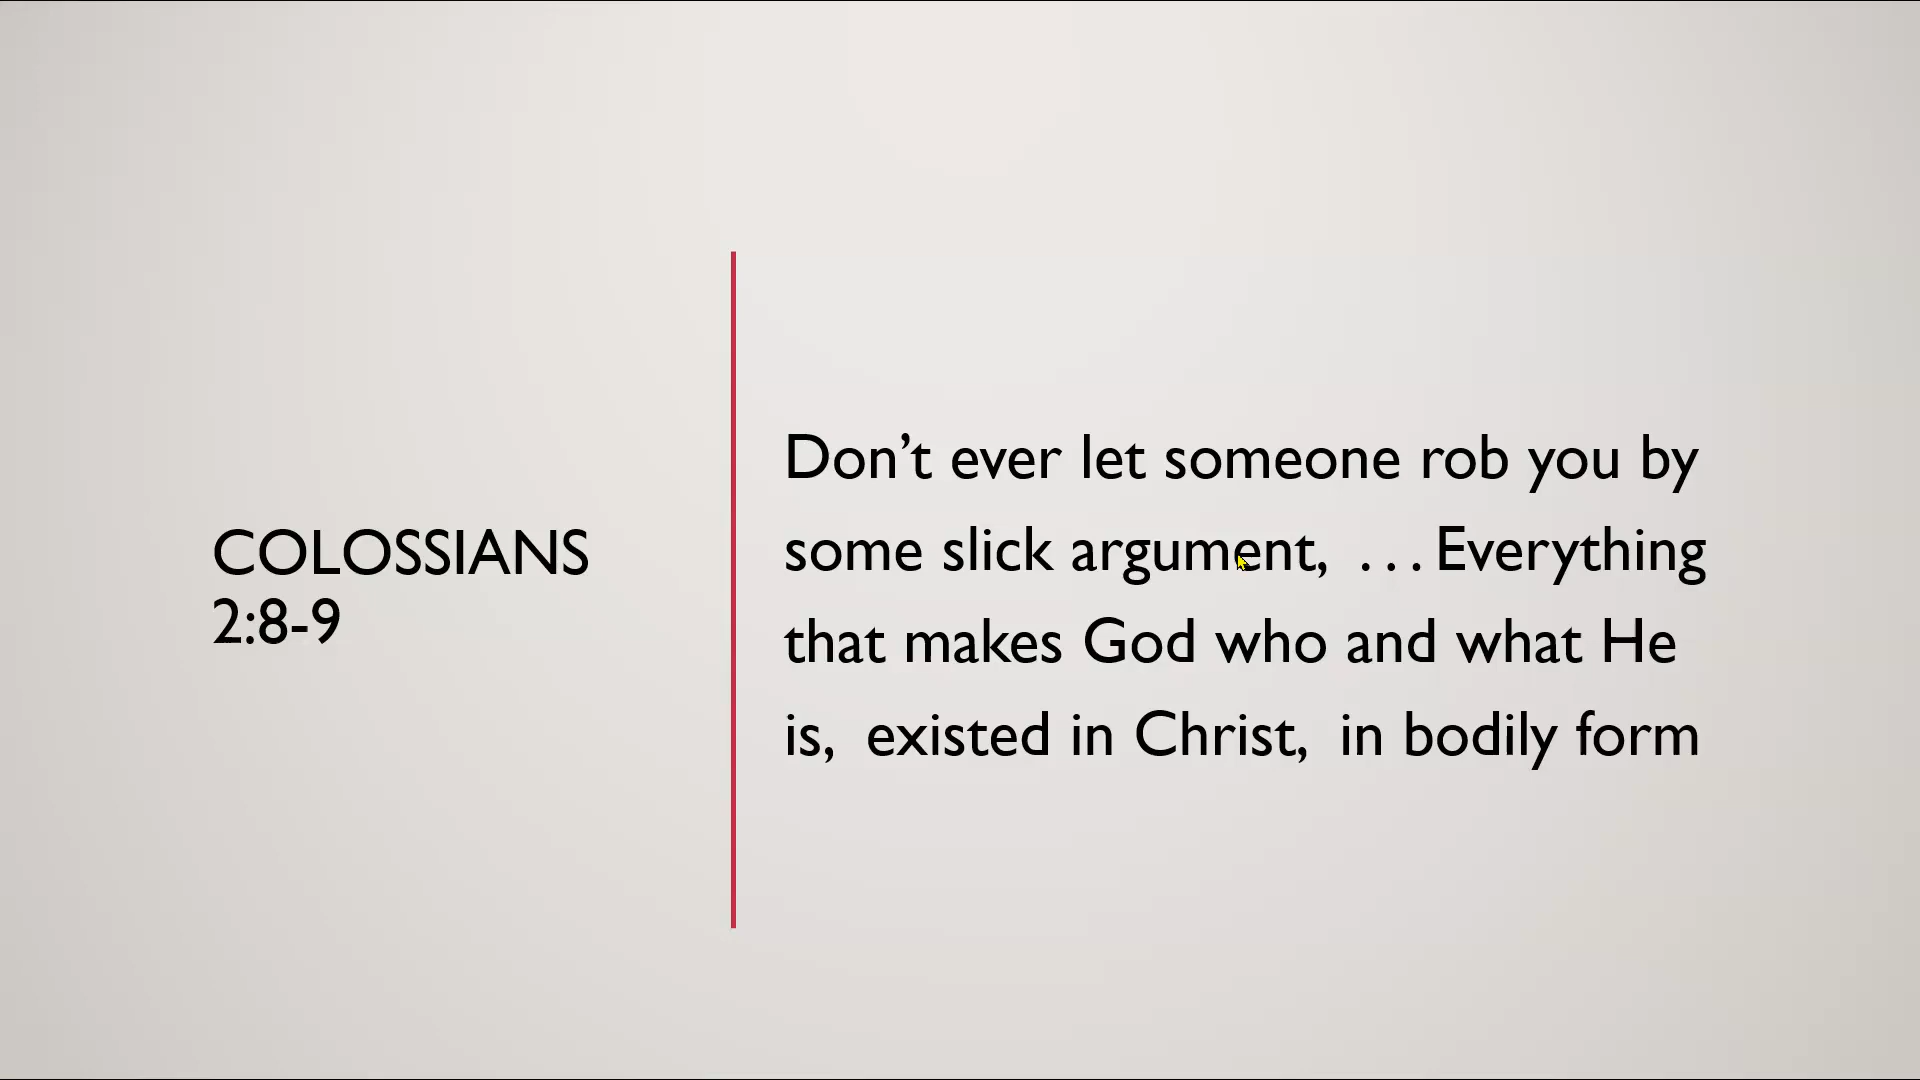 COLOSSIANS
2:8-9
Don’t ever let someone rob you by
some slick argument,  . . . Everything
that makes God who and what He
is,  existed in Christ,  in bodily form